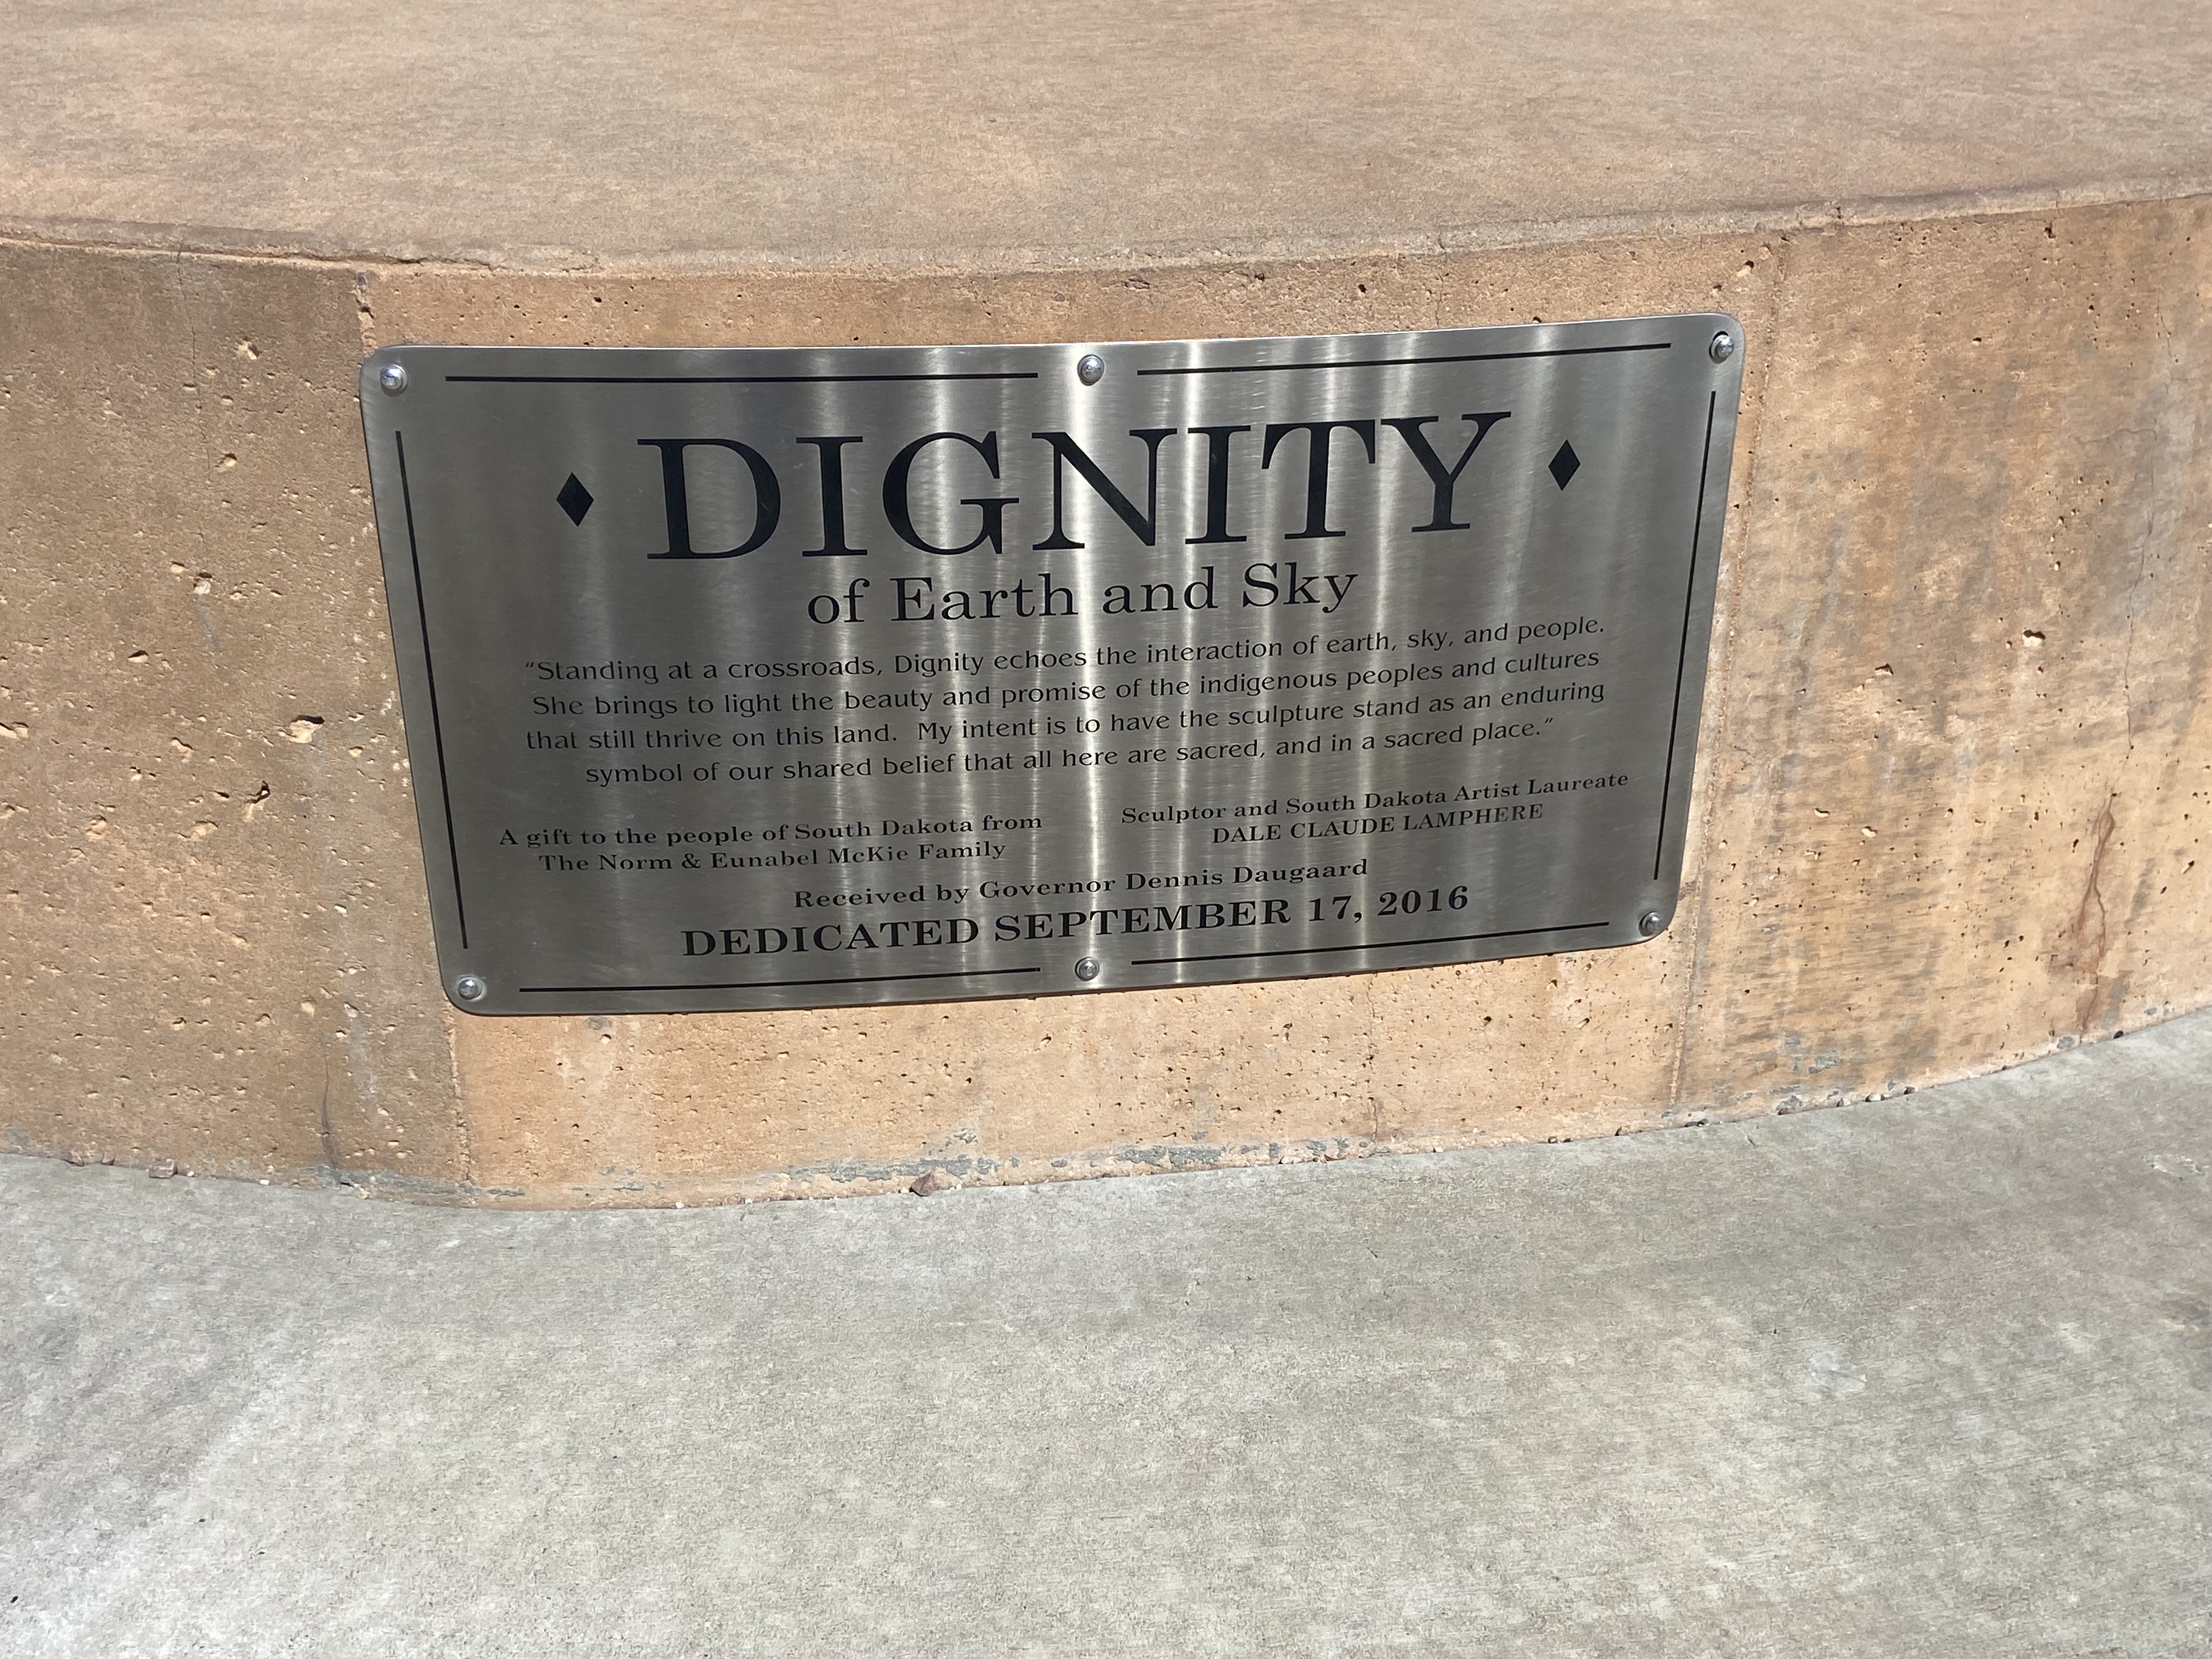 DIGNITY
of Earth and Sky
“Standing at a crossroads, Dignity echoes the interaction of earth, sky, and people.
She brings to light the beauty and promise of the indigenous peoples and cultures
that still thrive on this land. My intent is to have the sculpture stand as an enduring
symbol of our shared belief that all here are sacred, and in a sacred place.”
A gift to the people of South Dakota from
The Norm & Eunabel McKie Family
Sculptor and South Dakota Artist Laureate
DALE CLAUDE LAMPHERE
Received by Governor Dennis Daugaard
DEDICATED SEPTEMBER 17, 2016